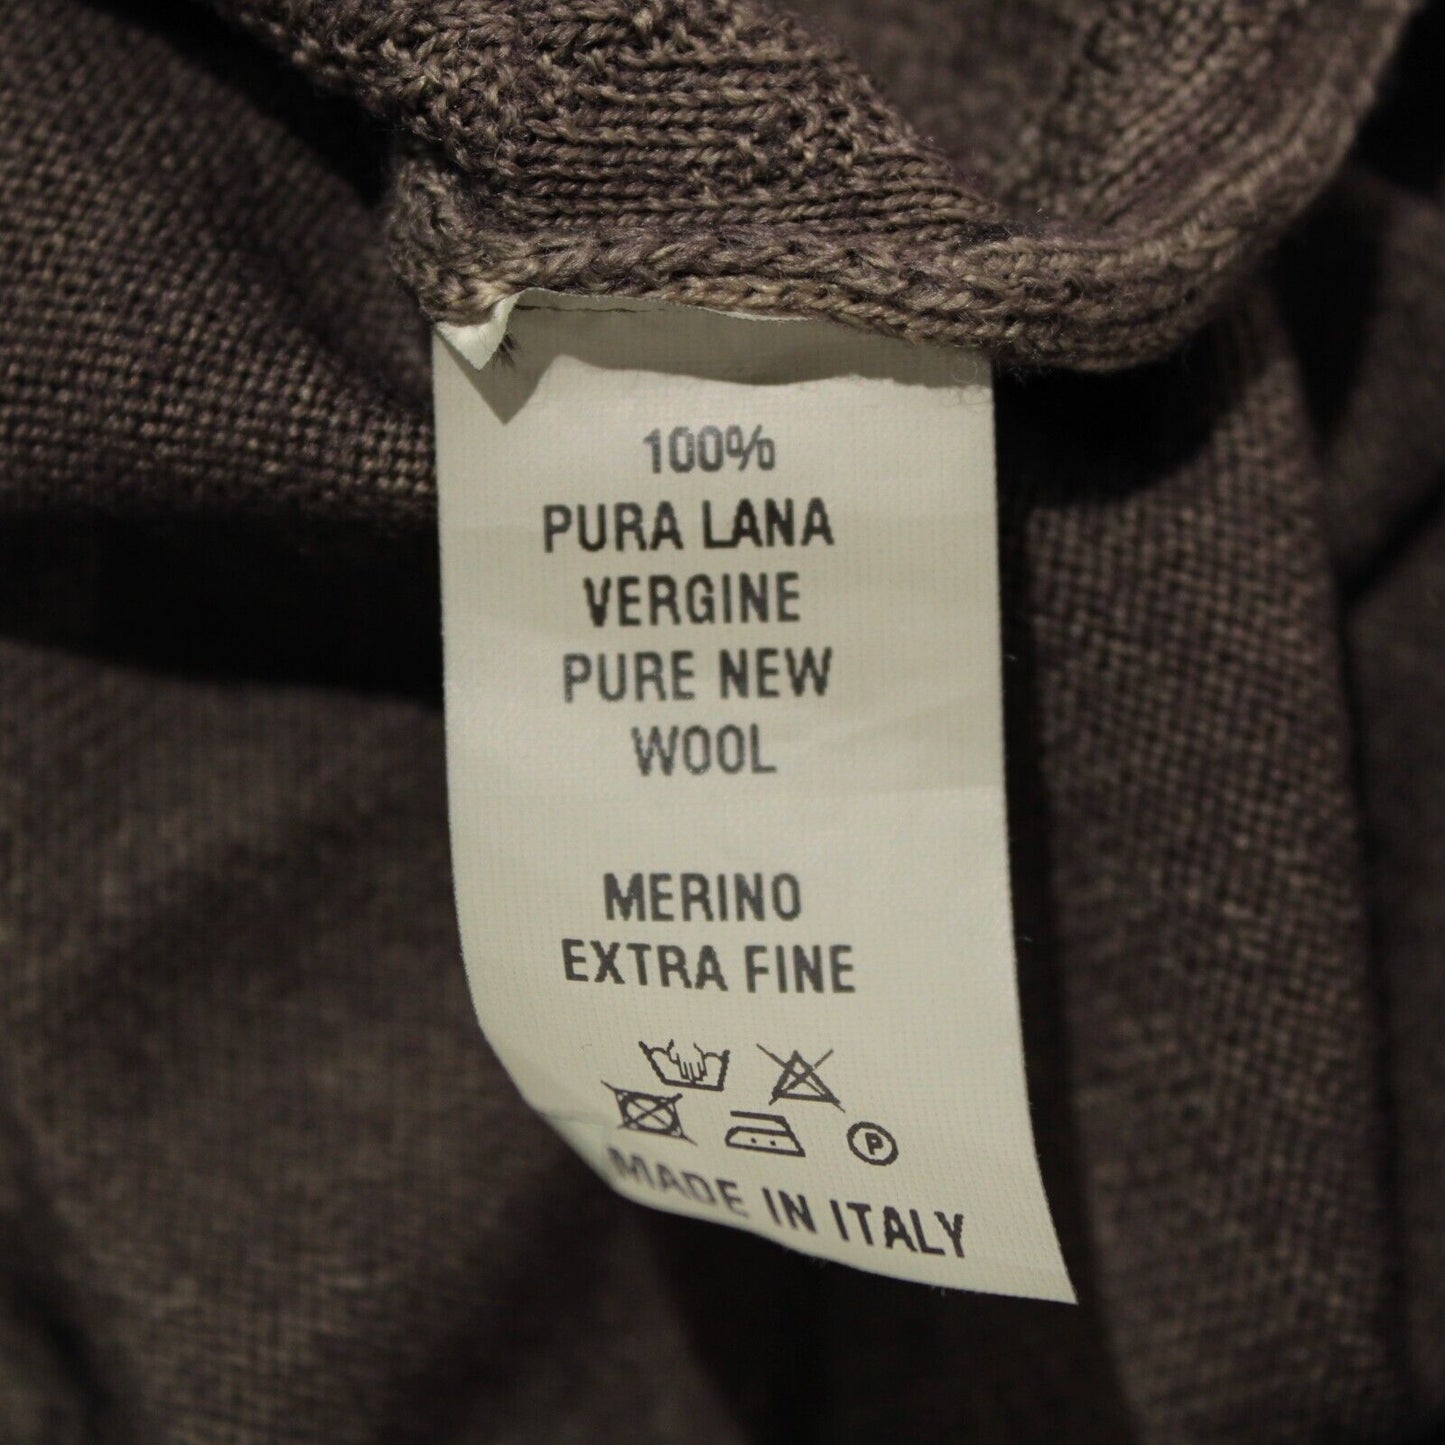 100%
PURA LANA
VERGINE
PURE NEW
WOOL
MERINO
EXTRA FINE
P
MADE IN ITALY